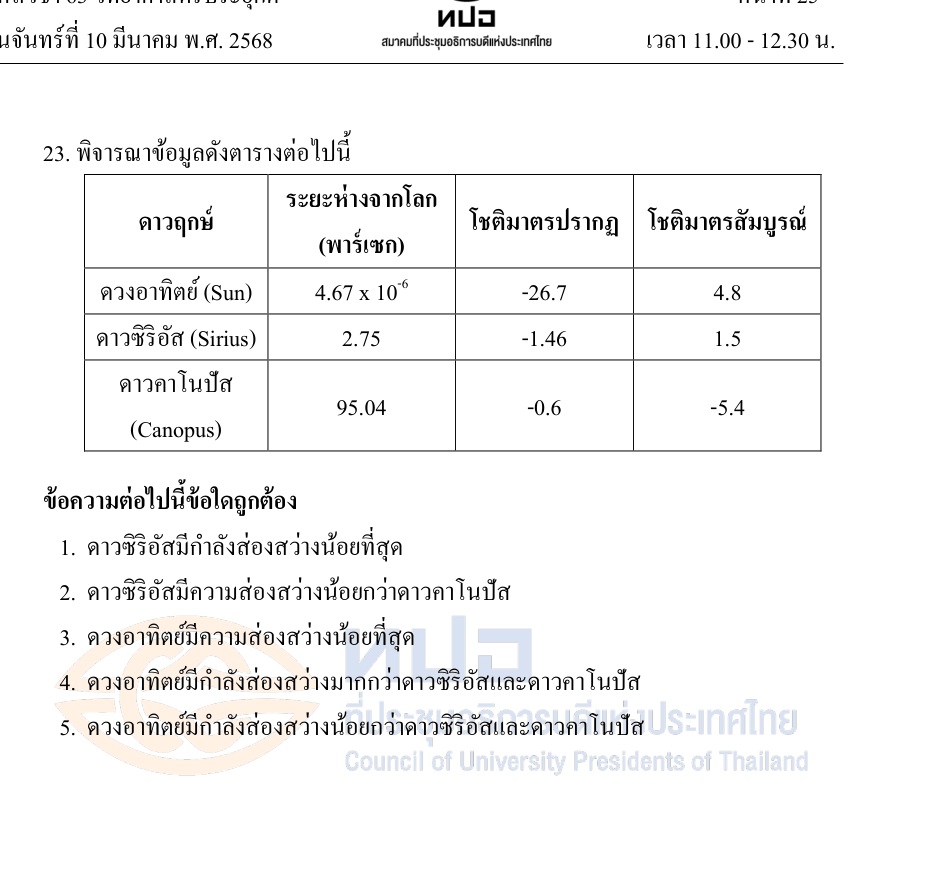 นจันทร์ที่ 10 มีนาคม พ.ศ. 2568
ทปอ
สมาคมที่ประชุมอธิการบดีแห่งประเทศไทย
เวลา 11.00 - 12.30 น.
23. พิจารณาข้อมูลดังตารางต่อไปนี้
ดาวฤกษ์
ระยะห่างจากโลก
(พาร์เซก)
โชติมาตรปรากฏ
โชติมาตรสัมบูรณ์
ดวงอาทิตย์ (Sun)
4.67 x 10⁻⁶
-26.7
4.8
ดาวซิริอัส (Sirius)
2.75
-1.46
1.5
ดาวคาโนปัส
(Canopus)
95.04
-0.6
-5.4
ข้อความต่อไปนี้ข้อใดถูกต้อง
1. ดาวซิริอัสมีกำลังส่องสว่างน้อยที่สุด
2. ดาวซิริอัสมีความส่องสว่างน้อยกว่าดาวคาโนปัส
3. ดวงอาทิตย์มีความส่องสว่างน้อยที่สุด
4. ดวงอาทิตย์มีกำลังส่องสว่างมากกว่าดาวซิริอัสและดาวคาโนปัส
5. ดวงอาทิตย์มีกำลังส่องสว่างน้อยกว่าดาวซิริอัสและดาวคาโนปัส
ทปอ
ที่ประชุมอธิการบดีแห่งประเทศไทย
Council of University Presidents of Thailand